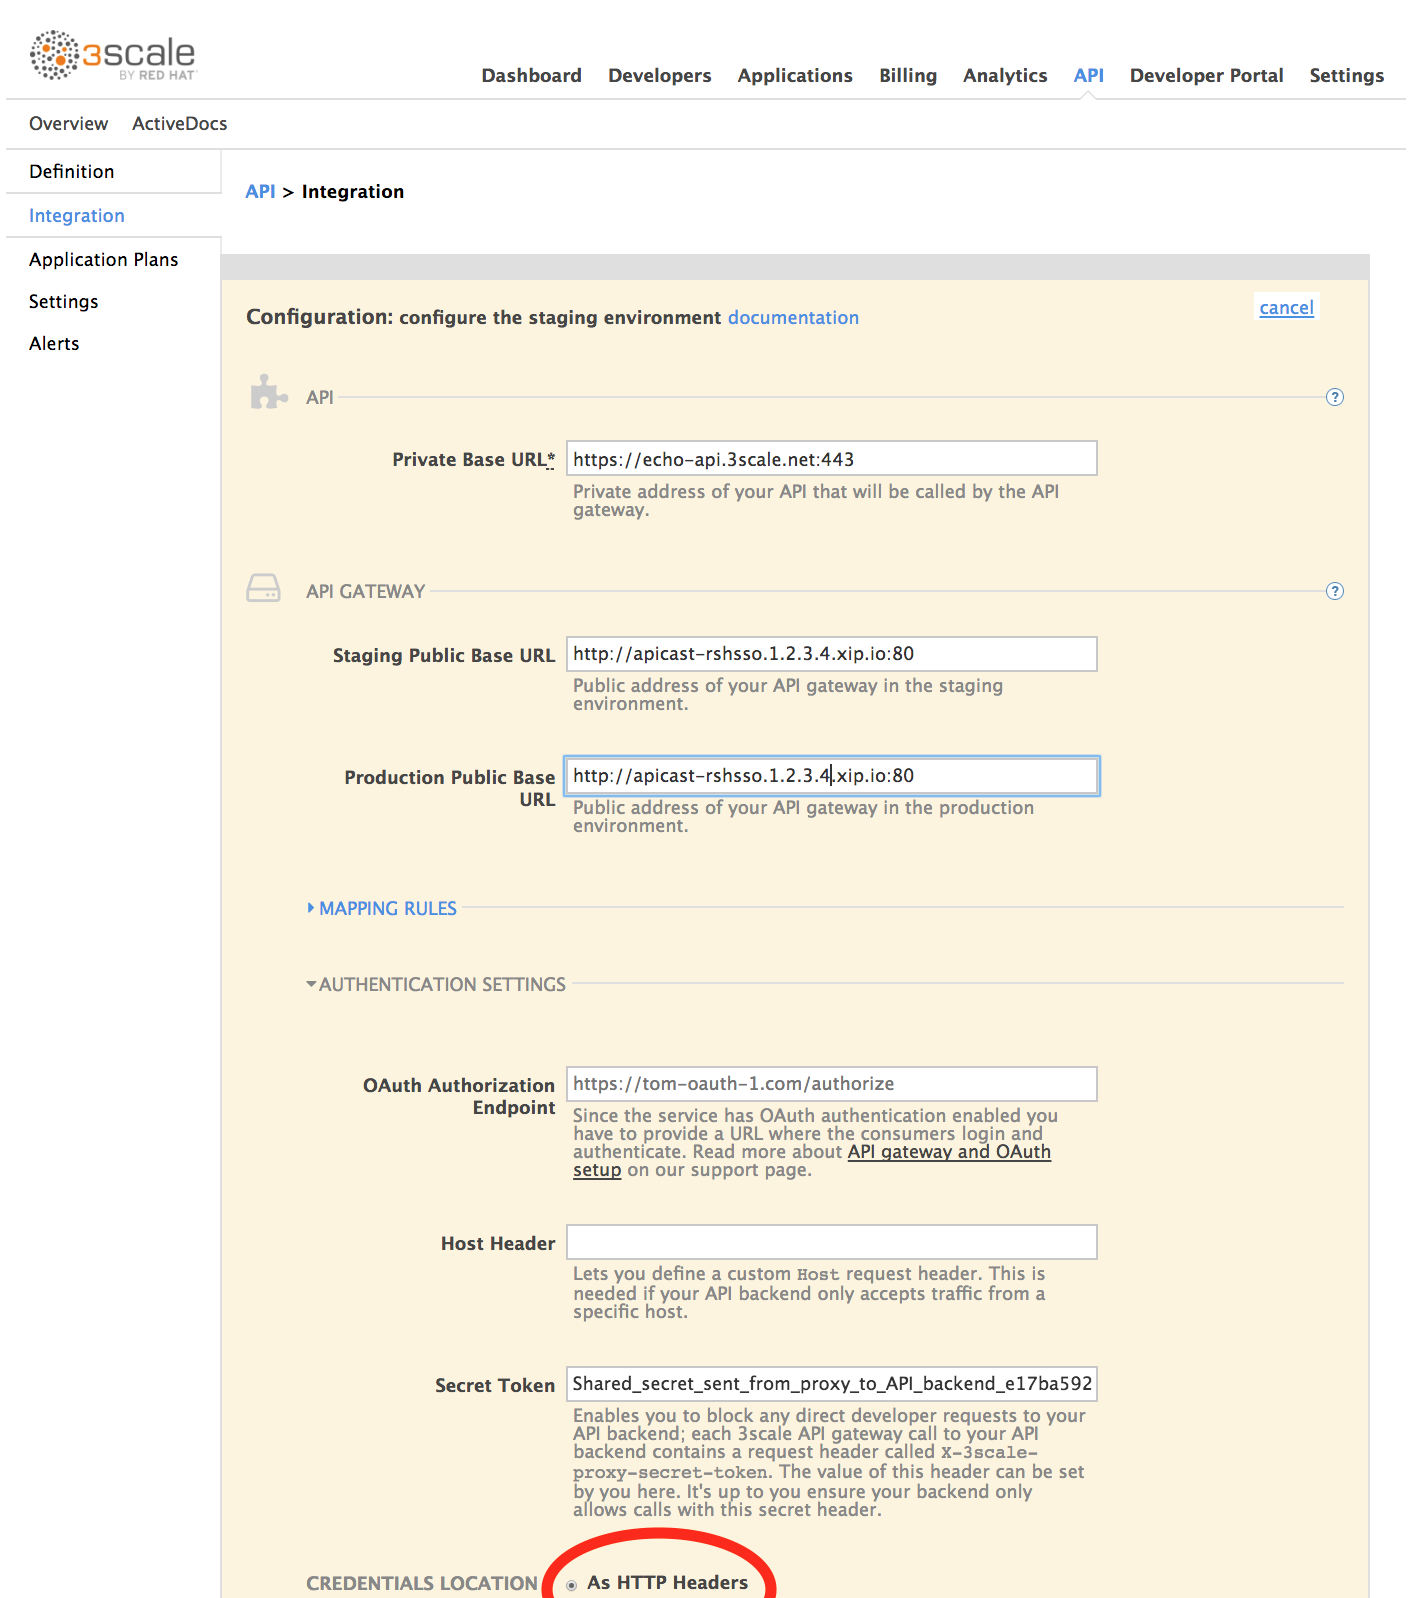 3scale
BY RED HAT
Dashboard Developers Applications Billing Analytics API Developer Portal Settings
Overview ActiveDocs
Definition
Integration
Application Plans
Settings
Alerts
API > Integration
Configuration: configure the staging environment documentation
cancel
API
?
Private Base URL*
https://echo-api.3scale.net:443
Private address of your API that will be called by the API
gateway.
API GATEWAY
?
Staging Public Base URL
http://apicast-rshsso.1.2.3.4.xip.io:80
Public address of your API gateway in the staging
environment.
Production Public Base
URL
http://apicast-rshsso.1.2.3.4.xip.io:80
Public address of your API gateway in the production
environment.
MAPPING RULES
AUTHENTICATION SETTINGS
OAuth Authorization
Endpoint
https://tom-oauth-1.com/authorize
Since the service has OAuth authentication enabled you
have to provide a URL where the consumers login and
authenticate. Read more about API gateway and OAuth
setup on our support page.
Host Header
Lets you define a custom Host request header. This is
needed if your API backend only accepts traffic from a
specific host.
Secret Token
Shared_secret_sent_from_proxy_to_API_backend_e17ba592
Enables you to block any direct developer requests to your
API backend; each 3scale API gateway call to your API
backend contains a request header called X-3scale-
proxy-secret-token. The value of this header can be set
by you here. It's up to you ensure your backend only
allows calls with this secret header.
CREDENTIALS LOCATION
As HTTP Headers